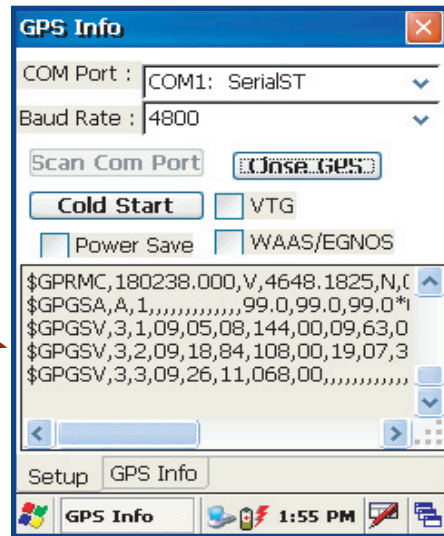 GPS Info
COM Port : COM1: SerialST
Baud Rate : 4800
Scan Com Port Close GPS
Cold Start VTG
Power Save WAAS/EGNOS
$GPRMC,180238.000,V,4648.1825,N,
$GPGSA,A,1,,,,,,,,,,,,,99.0,99.0,99.0*
$GPGSV,3,1,09,05,08,144,00,09,63,0
$GPGSV,3,2,09,18,84,108,00,19,07,3
$GPGSV,3,3,09,26,11,068,00,,,,,,,,,,,,
Setup GPS Info
GPS Info 1:55 PM